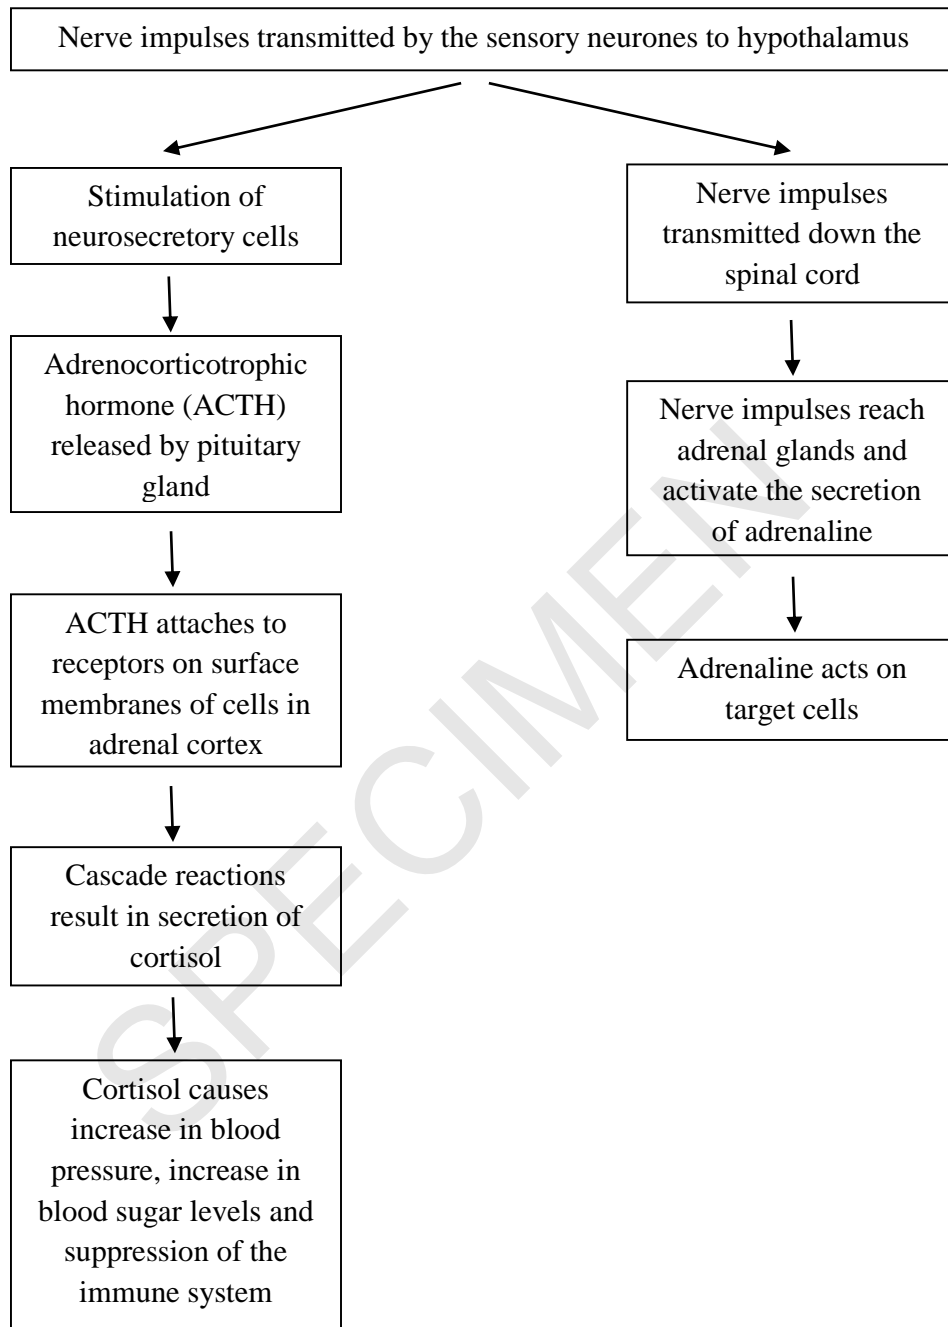 Nerve impulses transmitted by the sensory neurones to hypothalamus
Stimulation of
neurosecretory cells
Adrenocorticotrophic
hormone (ACTH)
released by pituitary
gland
ACTH attaches to
receptors on surface
membranes of cells in
adrenal cortex
Cascade reactions
result in secretion of
cortisol
Cortisol causes
increase in blood
pressure, increase in
blood sugar levels and
suppression of the
immune system
Nerve impulses
transmitted down the
spinal cord
Nerve impulses reach
adrenal glands and
activate the secretion
of adrenaline
Adrenaline acts on
target cells
SPECIMEN